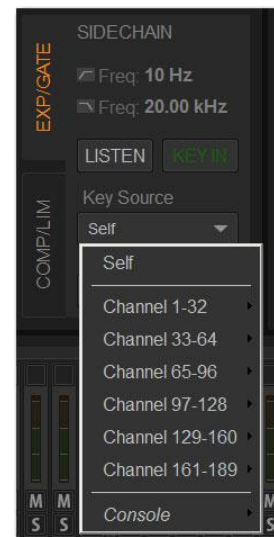 SIDECHAIN
EXP/GATE
Freq: 10 Hz
Freq: 20.00 kHz
LISTEN KEY IN
COMP/LIM
Key Source
Self
Self
Channel 1-32
Channel 33-64
Channel 65-96
Channel 97-128
Channel 129-160
Channel 161-189
Console
M M M
S S S